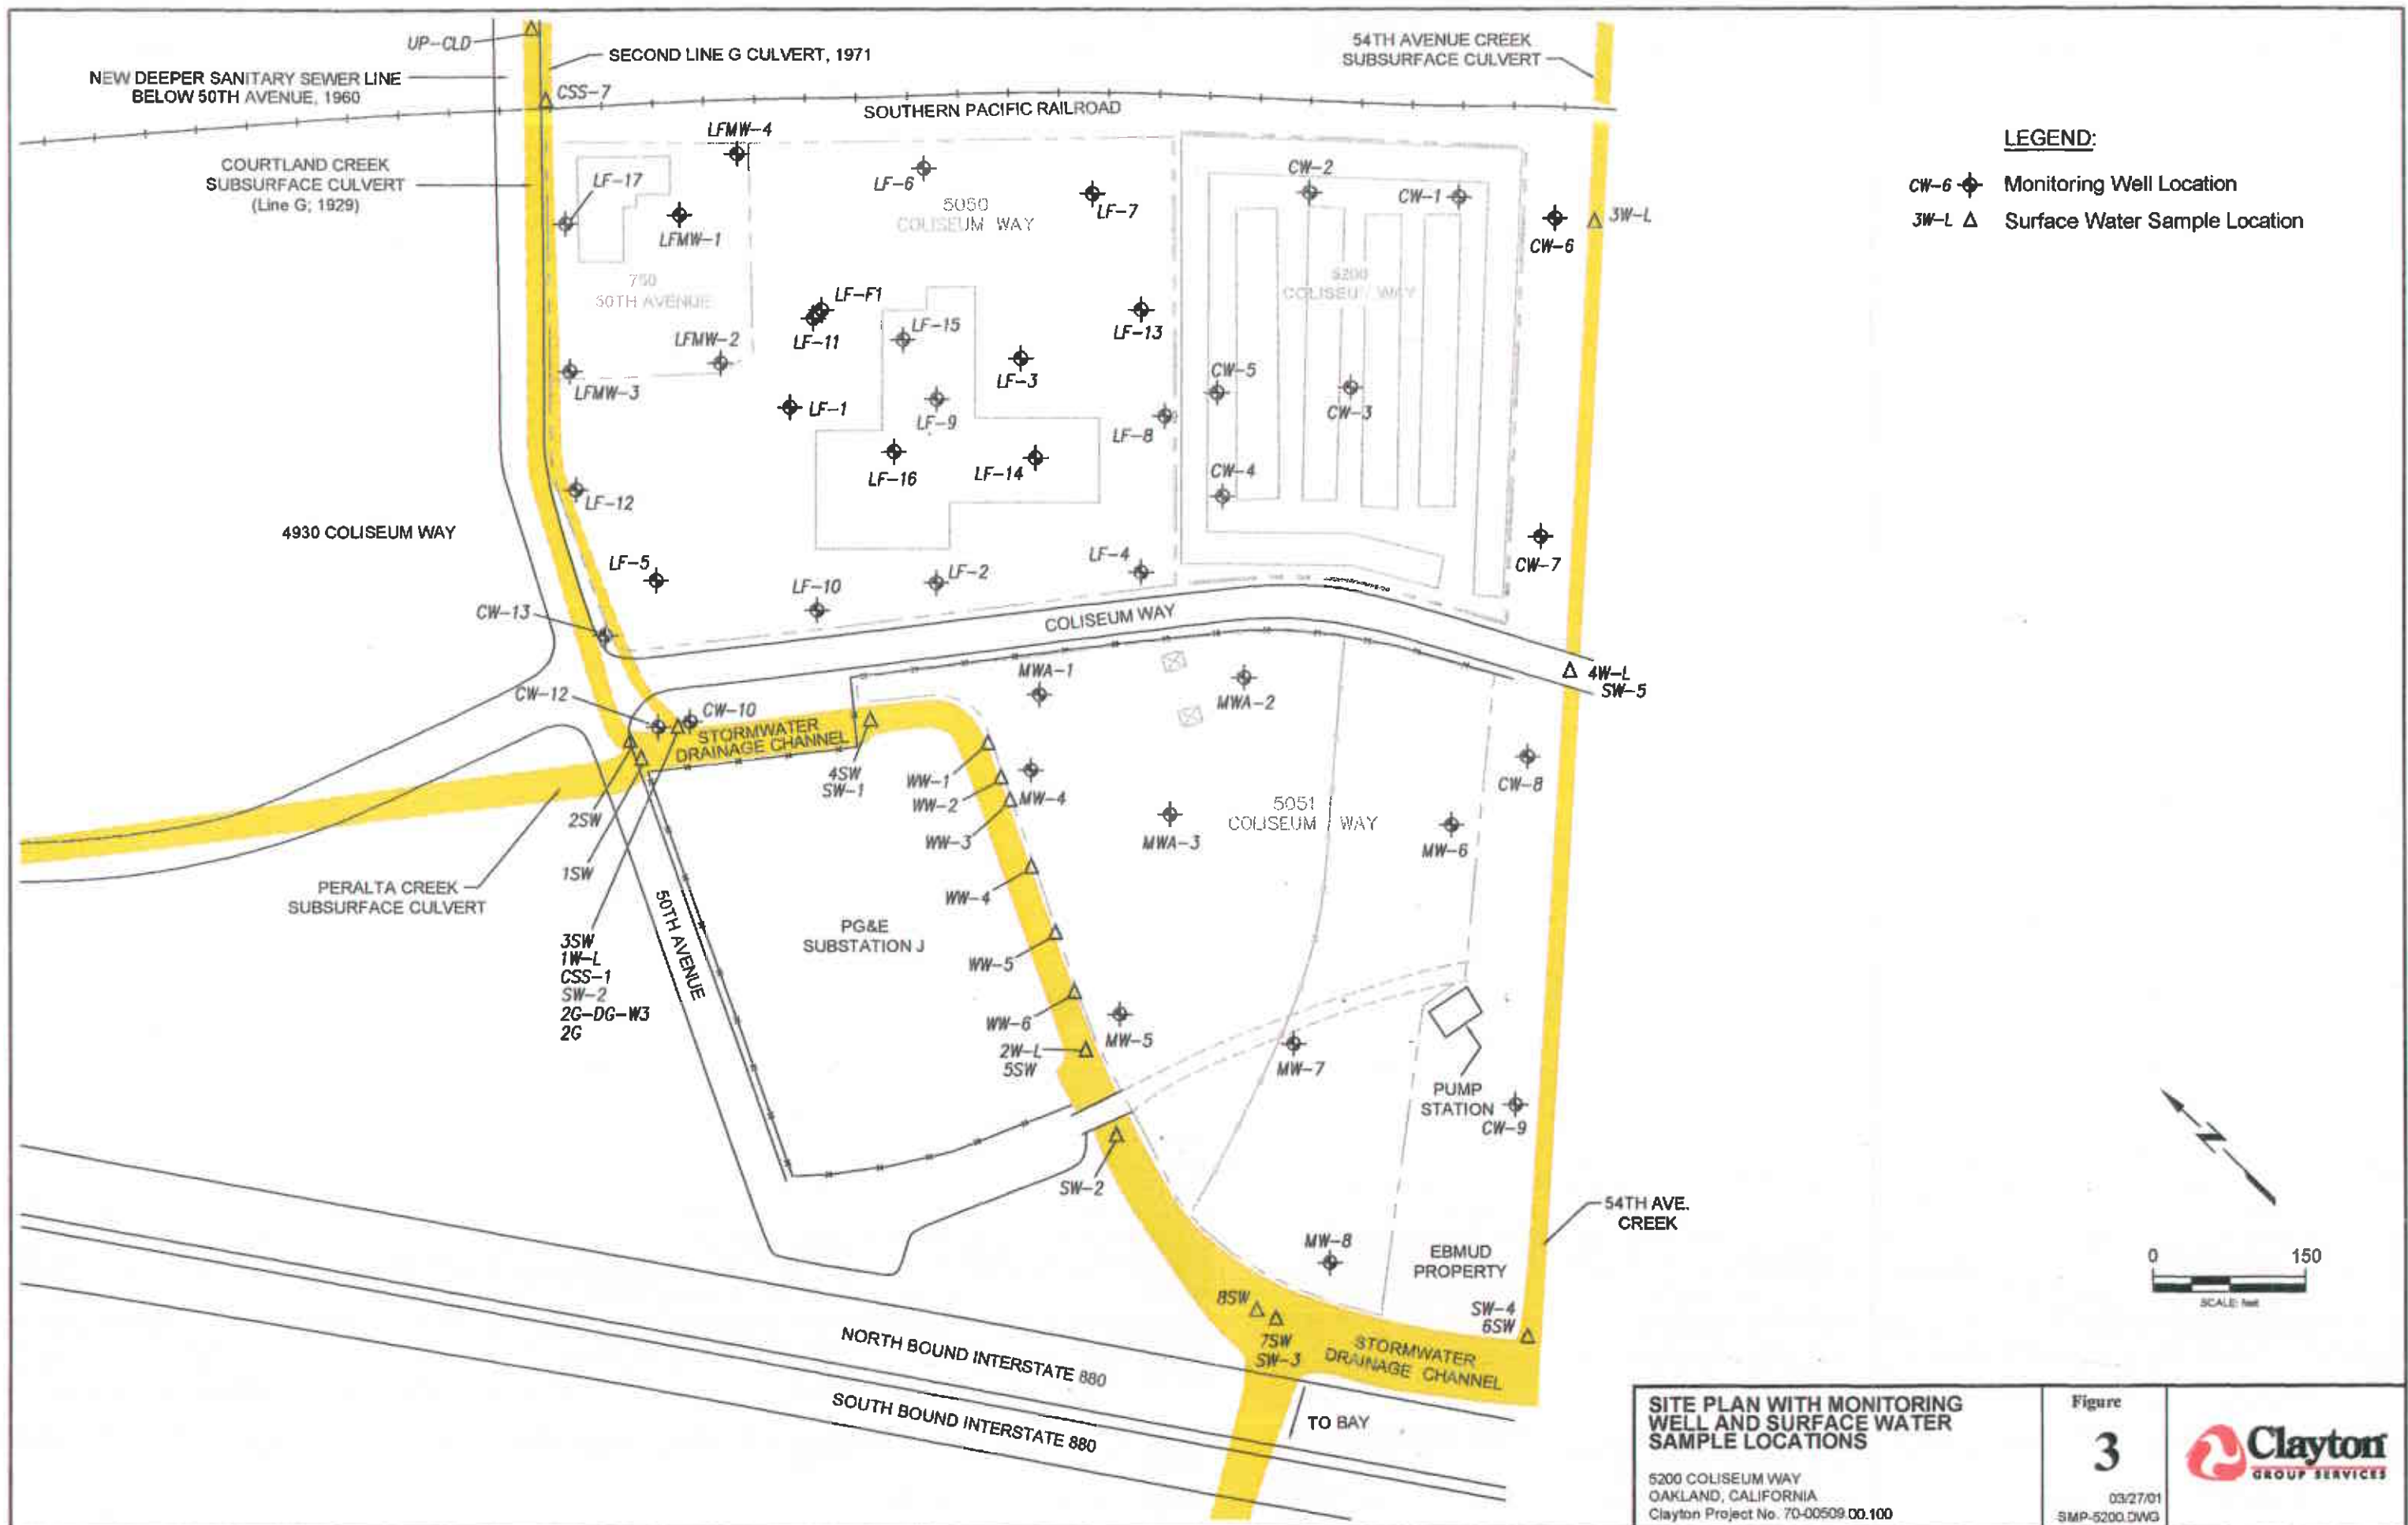 UP-CLD
SECOND LINE G CULVERT, 1971
NEW DEEPER SANITARY SEWER LINE
BELOW 50TH AVENUE, 1960
CSS-7
54TH AVENUE CREEK
SUBSURFACE CULVERT
SOUTHERN PACIFIC RAILROAD
COURTLAND CREEK
SUBSURFACE CULVERT
(Line G; 1929)
LEGEND:
CW-6 Monitoring Well Location
3W-L Surface Water Sample Location
LFMW-4
LF-17
LFMW-1
LF-6
5050
COLISEUM WAY
LF-7
CW-2
CW-1
CW-6
3W-L
750
50TH AVENUE
LF-F1
LF-11
LF-15
LF-13
5200
COLISEUM WAY
LFMW-2
LFMW-3
LF-1
LF-3
LF-9
LF-8
CW-5
CW-3
LF-16
LF-14
CW-4
LF-12
4930 COLISEUM WAY
LF-5
LF-10
LF-2
LF-4
CW-7
CW-13
COLISEUM WAY
4W-L
SW-5
CW-12
CW-10
STORMWATER
DRAINAGE CHANNEL
MWA-1
MWA-2
4SW
SW-1
WW-1
WW-2
WW-3
MW-4
MWA-3
5051
COLISEUM WAY
CW-8
MW-6
2SW
1SW
PERALTA CREEK
SUBSURFACE CULVERT
WW-4
50TH AVENUE
PG&E
SUBSTATION J
3SW
1W-L
CSS-1
SW-2
2G-DG-W3
2G
WW-5
WW-6
2W-L
5SW
MW-5
MW-7
PUMP
STATION
CW-9
SW-2
54TH AVE.
CREEK
MW-8
EBMUD
PROPERTY
8SW
7SW
SW-3
SW-4
6SW
STORMWATER
DRAINAGE CHANNEL
NORTH BOUND INTERSTATE 880
SOUTH BOUND INTERSTATE 880
TO BAY
Z
0 150
SCALE: feet
SITE PLAN WITH MONITORING
WELL AND SURFACE WATER
SAMPLE LOCATIONS
5200 COLISEUM WAY
OAKLAND, CALIFORNIA
Clayton Project No. 70-00509.00.100
Figure
3
03/27/01
SMP-5200.DWG
Clayton
GROUP SERVICES